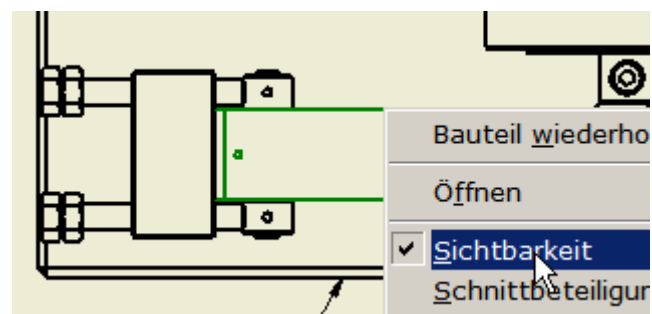 Bauteil wiederho
Öffnen
Sichtbarkeit
Schnittbeteiligun